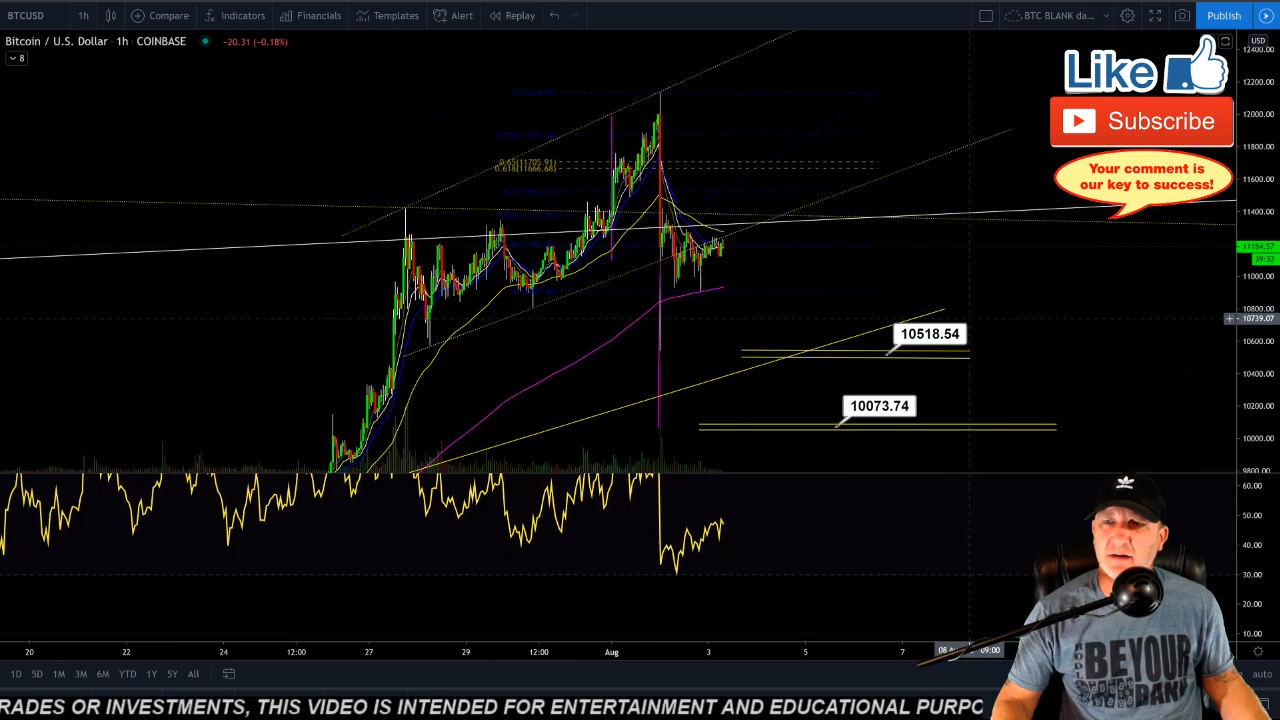 BTCUSD 1h Compare Indicators Financials Templates Alert Replay BTC BLANK da... Publish
Bitcoin / U.S. Dollar · 1h · COINBASE −20.31 (−0.18%)
8
USD
12400.00
12200.00
12000.00
11800.00
11600.00
11400.00
11184.57
39:32
11000.00
10800.00
10739.07
10600.00
10400.00
10200.00
10000.00
9800.00
60.00
50.00
40.00
30.00
20.00
10.00
Like
Subscribe
Your comment is
our key to success!
0.65(11705.91)
0.618(11666.68)
10518.54
10073.74
20 22 24 12:00 27 29 12:00 Aug 3 5 7 09:00
1D 5D 1M 3M 6M YTD 1Y 5Y All auto
BEYOUR
BANK
RADES OR INVESTMENTS, THIS VIDEO IS INTENDED FOR ENTERTAINMENT AND EDUCATIONAL PURPO